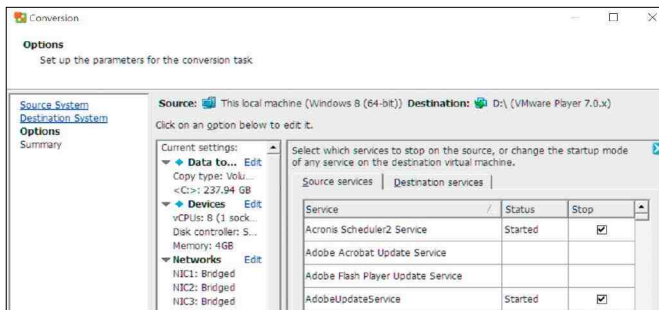 Conversion
Options
Set up the parameters for the conversion task
Source System
Destination System
Options
Summary
Source: This local machine (Windows 8 (64-bit)) Destination: D:\ (VMware Player 7.0.x)
Click on an option below to edit it.
Current settings:
Data to... Edit
Copy type: Volu...
<C:>: 237.94 GB
Devices Edit
vCPUs: 8 (1 sock...
Disk controller: S...
Memory: 4GB
Networks Edit
NIC1: Bridged
NIC2: Bridged
NIC3: Bridged
Select which services to stop on the source, or change the startup mode
of any service on the destination virtual machine.
Source services Destination services
Service / Status Stop
Acronis Scheduler2 Service Started
Adobe Acrobat Update Service
Adobe Flash Player Update Service
AdobeUpdateService Started